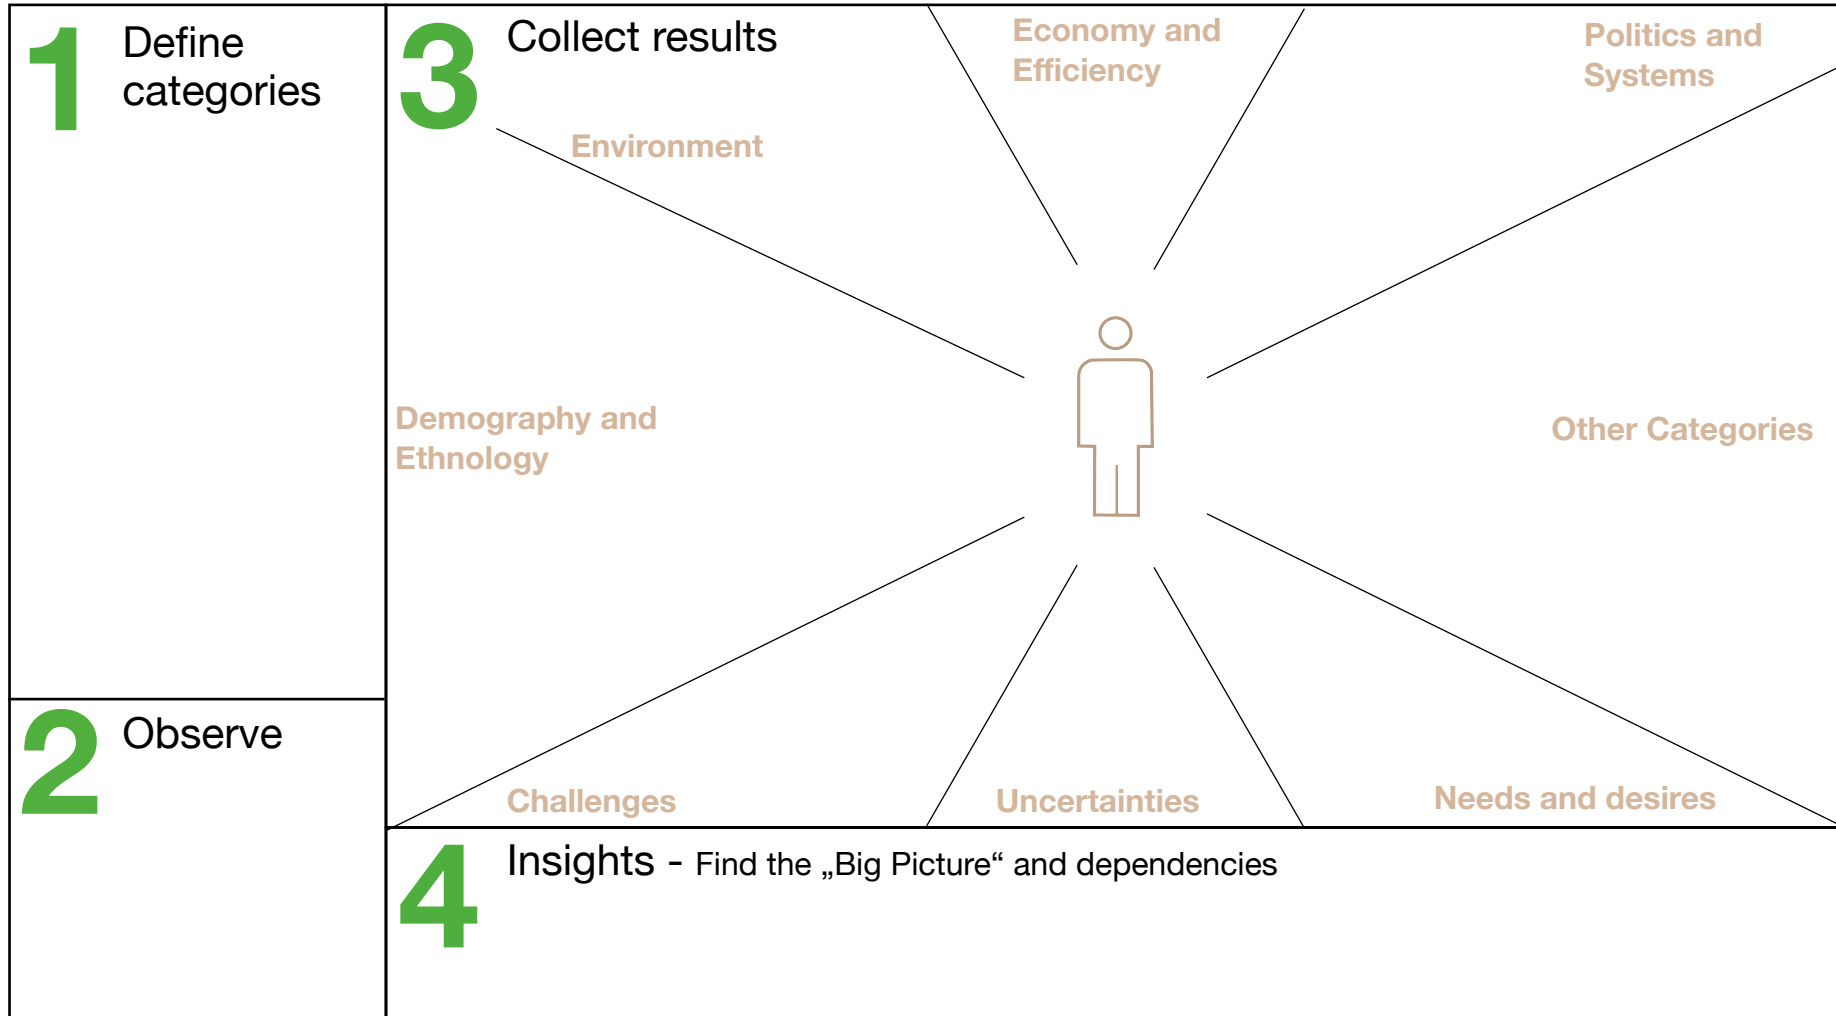 1 Define
categories
2 Observe
3 Collect results
Environment
Economy and
Efficiency
Politics and
Systems
Demography and
Ethnology
Other Categories
Challenges
Uncertainties
Needs and desires
4 Insights - Find the „Big Picture“ and dependencies